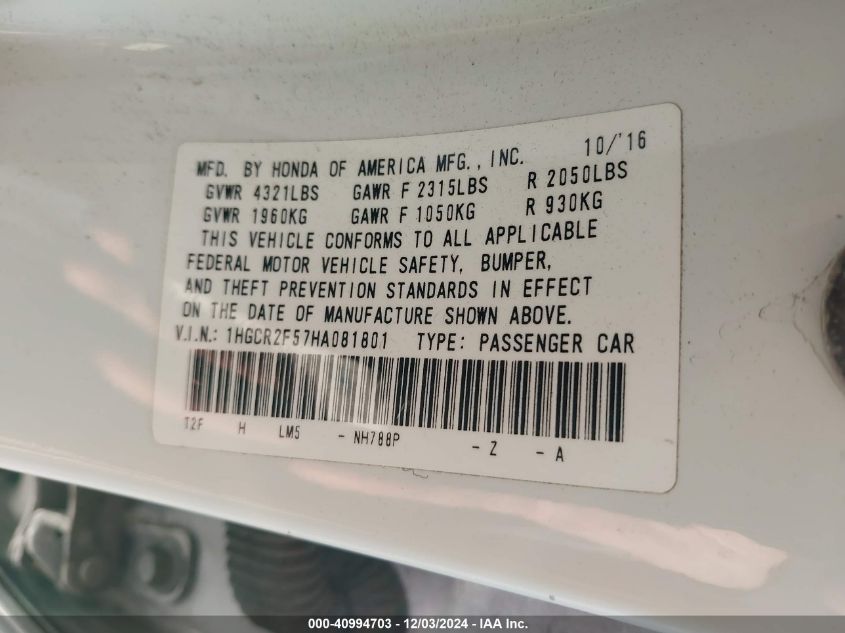 MFD. BY HONDA OF AMERICA MFG., INC. 10/'16
GVWR 4321LBS GAWR F 2315LBS R 2050LBS
GVWR 1960KG GAWR F 1050KG R 930KG
THIS VEHICLE CONFORMS TO ALL APPLICABLE
FEDERAL MOTOR VEHICLE SAFETY, BUMPER,
AND THEFT PREVENTION STANDARDS IN EFFECT
ON THE DATE OF MANUFACTURE SHOWN ABOVE.
V.I.N.: 1HGCR2F57HA081801 TYPE: PASSENGER CAR
T2F H LM5 - NH788P - Z - A
000-40994703 - 12/03/2024 - IAA Inc.